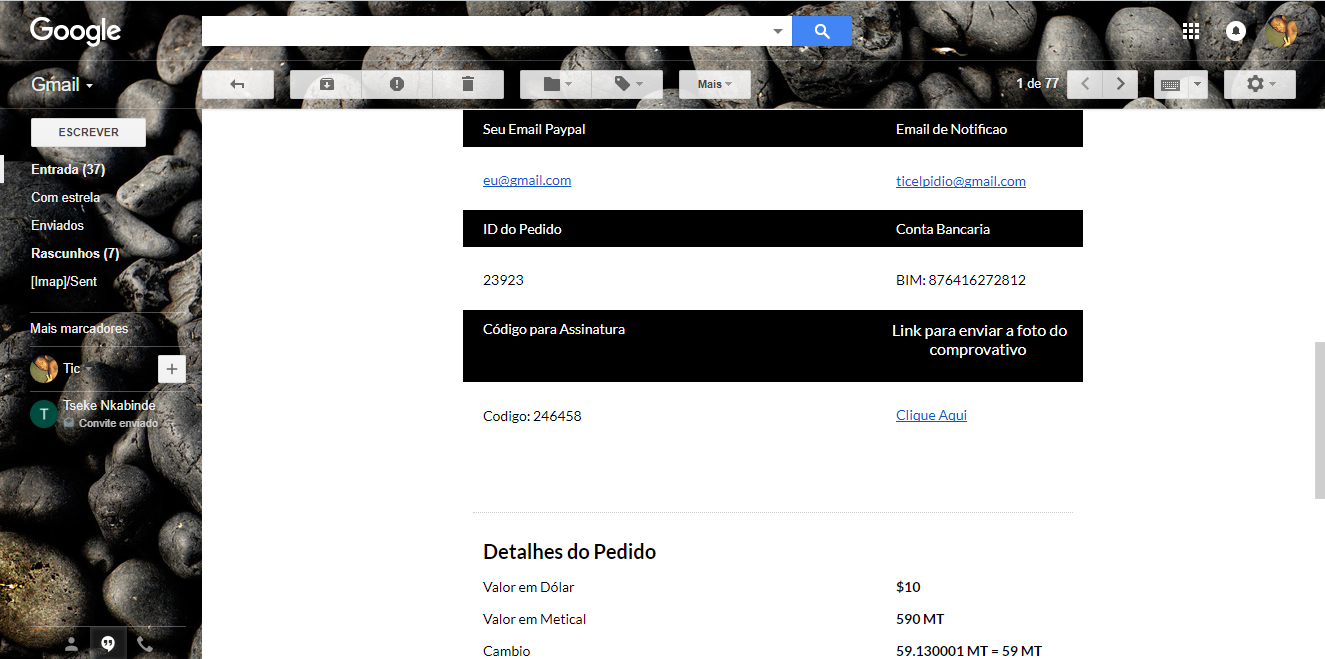 Google
Gmail
Mais
1 de 77
ESCREVER
Entrada (37)
Com estrela
Enviados
Rascunhos (7)
[Imap]/Sent
Mais marcadores
Tic
+
T
Tseke Nkabinde
Convite enviado
Seu Email Paypal
Email de Notificao
eu@gmail.com
ticelpidio@gmail.com
ID do Pedido
Conta Bancaria
23923
BIM: 876416272812
Código para Assinatura
Link para enviar a foto do
comprovativo
Codigo: 246458
Clique Aqui
Detalhes do Pedido
Valor em Dólar
$10
Valor em Metical
590 MT
Cambio
59.130001 MT = 59 MT